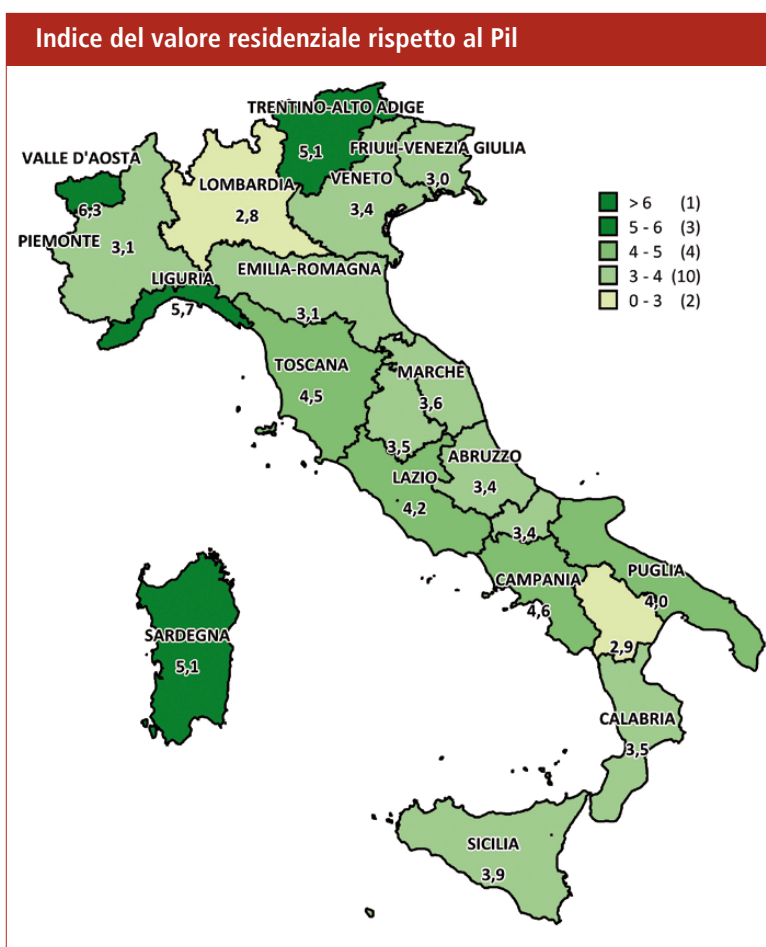 Indice del valore residenziale rispetto al Pil
TRENTINO-ALTO ADIGE
5,1
FRIULI-VENEZIA GIULIA
3,0
VALLE D'AOSTA
6,3
LOMBARDIA
2,8
VENETO
3,4
PIEMONTE 3,1
LIGURIA
5,7
EMILIA-ROMAGNA
3,1
> 6 (1)
5 - 6 (3)
4 - 5 (4)
3 - 4 (10)
0 - 3 (2)
TOSCANA
4,5
MARCHE
3,6
3,5
ABRUZZO
3,4
LAZIO
4,2
3,4
CAMPANIA
4,6
PUGLIA
4,0
2,9
SARDEGNA
5,1
CALABRIA
3,5
SICILIA
3,9